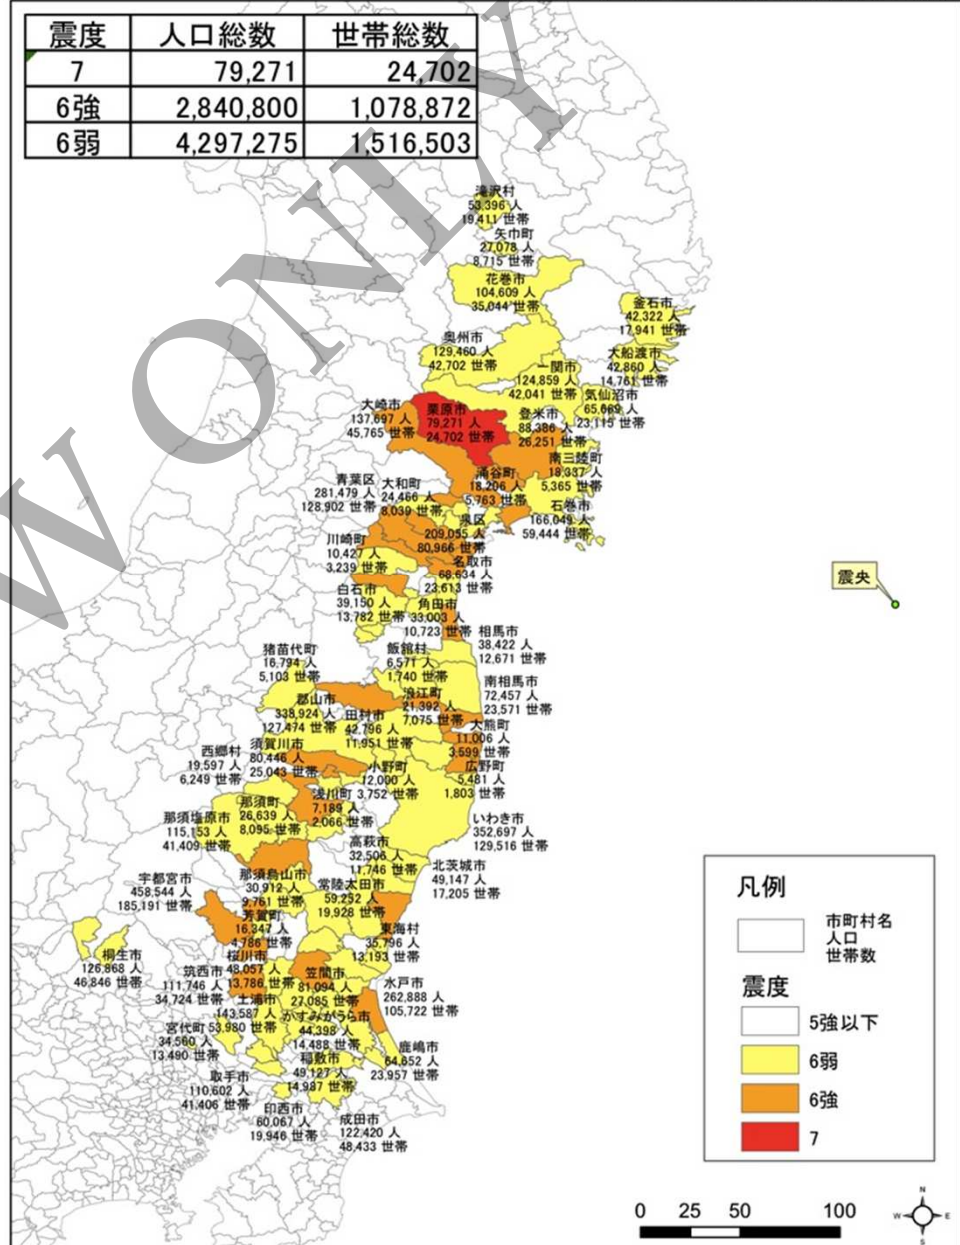 震度 人口総数 世帯総数
7 79,271 24,702
6強 2,840,800 1,078,872
6弱 4,297,275 1,516,503
W ONLY
滝沢村
53,396 人
19,411 世帯
矢巾町
27,078 人
8,715 世帯
花巻市
104,609 人
35,044 世帯
釜石市
42,322 人
17,941 世帯
奥州市
129,460 人
42,702 世帯
大船渡市
42,860 人
14,761 世帯
一関市
124,859 人
42,041 世帯
気仙沼市
65,669 人
23,115 世帯
大崎市
137,697 人
45,765 世帯
栗原市
79,271 人
24,702 世帯
登米市
88,386 人
26,251 世帯
南三陸町
18,337 人
5,365 世帯
涌谷町
18,206 人
5,763 世帯
青葉区
281,479 人
128,902 世帯
大和町
24,466 人
8,039 世帯
石巻市
166,049 人
59,444 世帯
泉区
209,055 人
80,966 世帯
川崎町
10,427 人
3,239 世帯
名取市
68,634 人
23,613 世帯
震央
白石市
39,150 人
13,782 世帯
角田市
33,003 人
10,723 世帯
相馬市
38,422 人
12,671 世帯
猪苗代町
16,794 人
5,103 世帯
飯舘村
6,571 人
1,740 世帯
南相馬市
72,457 人
23,571 世帯
郡山市
338,924 人
127,474 世帯
浪江町
21,392 人
7,075 世帯
田村市
42,796 人
11,951 世帯
大熊町
11,006 人
3,599 世帯
西郷村
19,597 人
6,249 世帯
須賀川市
80,446 人
25,043 世帯
小野町
12,000 人
3,752 世帯
広野町
5,481 人
1,803 世帯
那須町
26,639 人
8,095 世帯
浅川町
7,189 人
2,066 世帯
那須塩原市
115,153 人
41,409 世帯
いわき市
352,697 人
129,516 世帯
高萩市
32,506 人
11,746 世帯
北茨城市
49,147 人
17,205 世帯
宇都宮市
458,544 人
185,191 世帯
那須烏山市
30,912 人
9,761 世帯
常陸太田市
59,252 人
19,928 世帯
芳賀町
16,347 人
4,786 世帯
東海村
35,796 人
13,193 世帯
桐生市
126,868 人
46,846 世帯
筑西市
111,746 人
34,724 世帯
桜川市
48,057 人
13,786 世帯
笠間市
81,094 人
27,085 世帯
水戸市
262,888 人
105,722 世帯
土浦市
143,587 人
53,980 世帯
かすみがうら市
44,398 人
14,488 世帯
宮代町
34,560 人
13,490 世帯
鹿嶋市
64,652 人
23,957 世帯
稲敷市
49,127 人
14,987 世帯
取手市
110,602 人
41,406 世帯
印西市
60,067 人
19,946 世帯
成田市
122,420 人
48,433 世帯
凡例
市町村名
人口
世帯数
震度
5強以下
6弱
6強
7
0 25 50 100
N
W E
S